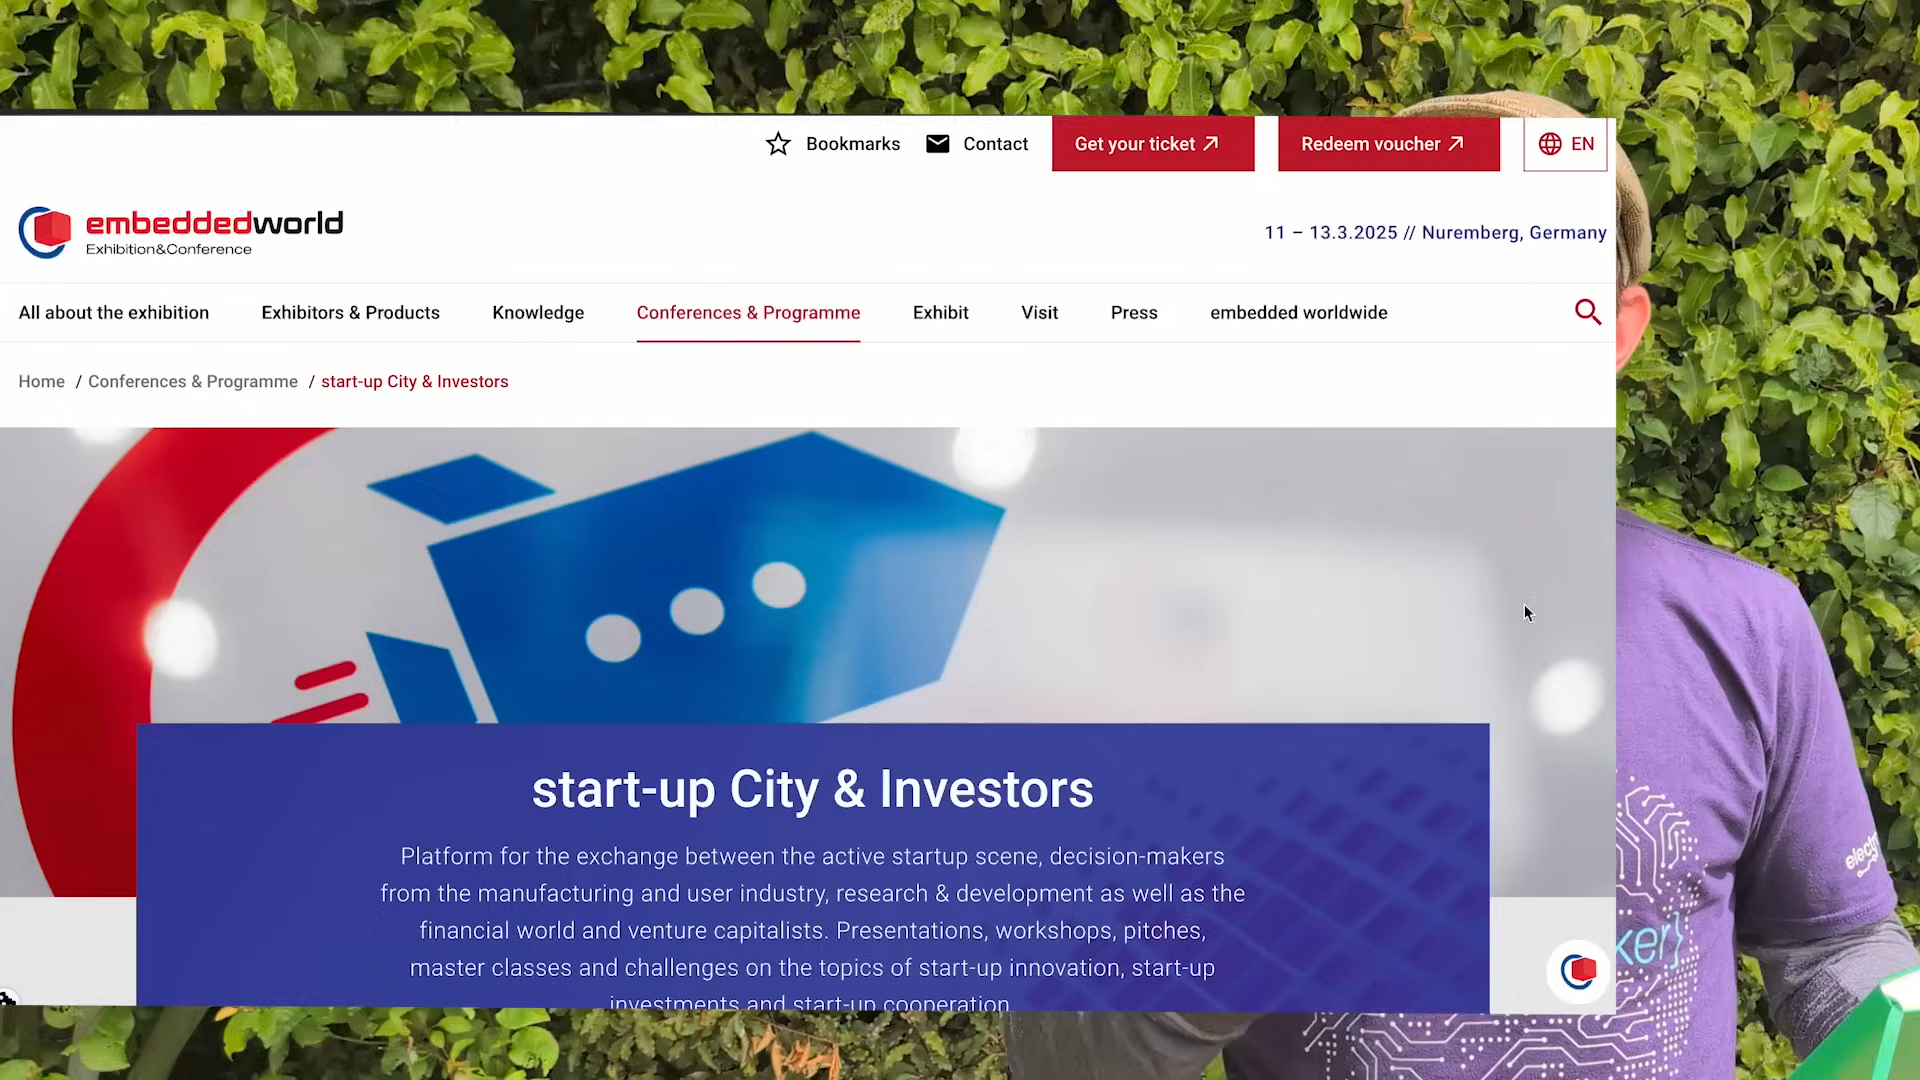 Bookmarks
Contact
Get your ticket
Redeem voucher
EN
embeddedworld
Exhibition&Conference
11 – 13.3.2025 // Nuremberg, Germany
All about the exhibition
Exhibitors & Products
Knowledge
Conferences & Programme
Exhibit
Visit
Press
embedded worldwide
Home / Conferences & Programme / start-up City & Investors
start-up City & Investors
Platform for the exchange between the active startup scene, decision-makers
from the manufacturing and user industry, research & development as well as the
financial world and venture capitalists. Presentations, workshops, pitches,
master classes and challenges on the topics of start-up innovation, start-up
investments and start-up cooperation
electr
ker}